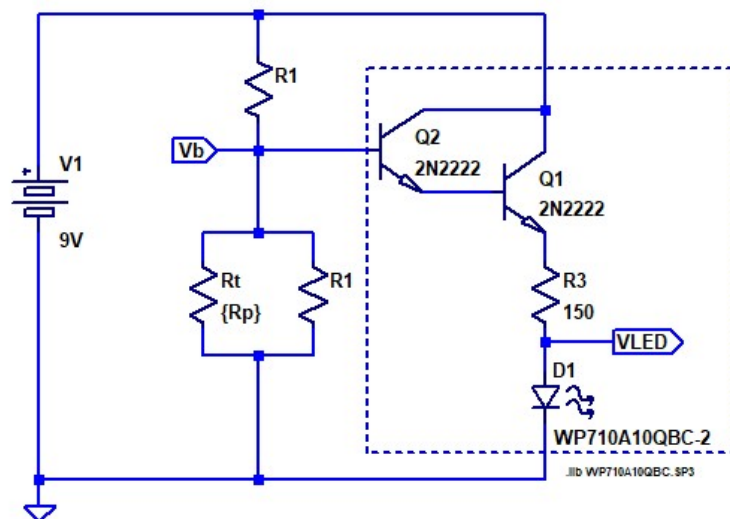 R1
Vb
V1
+
9V
Q2
2N2222
Q1
2N2222
Rt
{Rp}
R1
R3
150
VLED
D1
WP710A10QBC-2
.lib WP710A10QBC.SP3